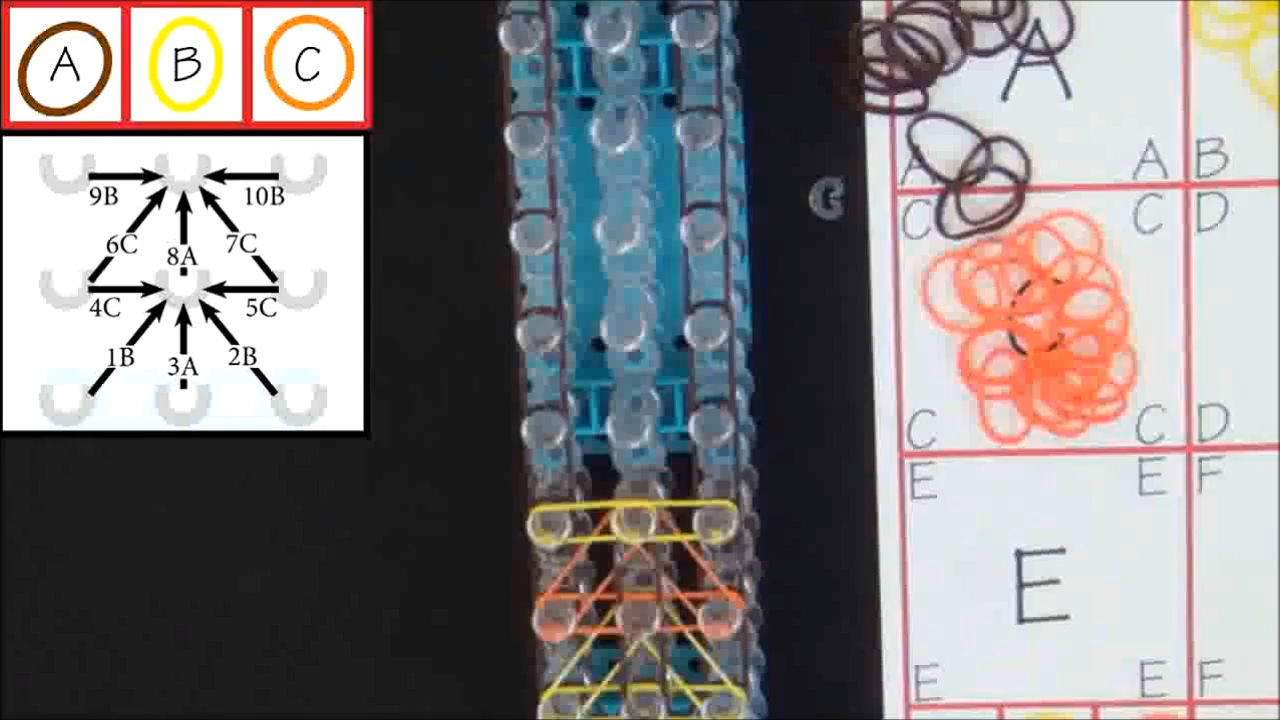 A B C
9B 10B
6C 7C
8A
4C 5C
1B 2B
3A
A
A A B
C C D
C C D
E E F
E
E E F